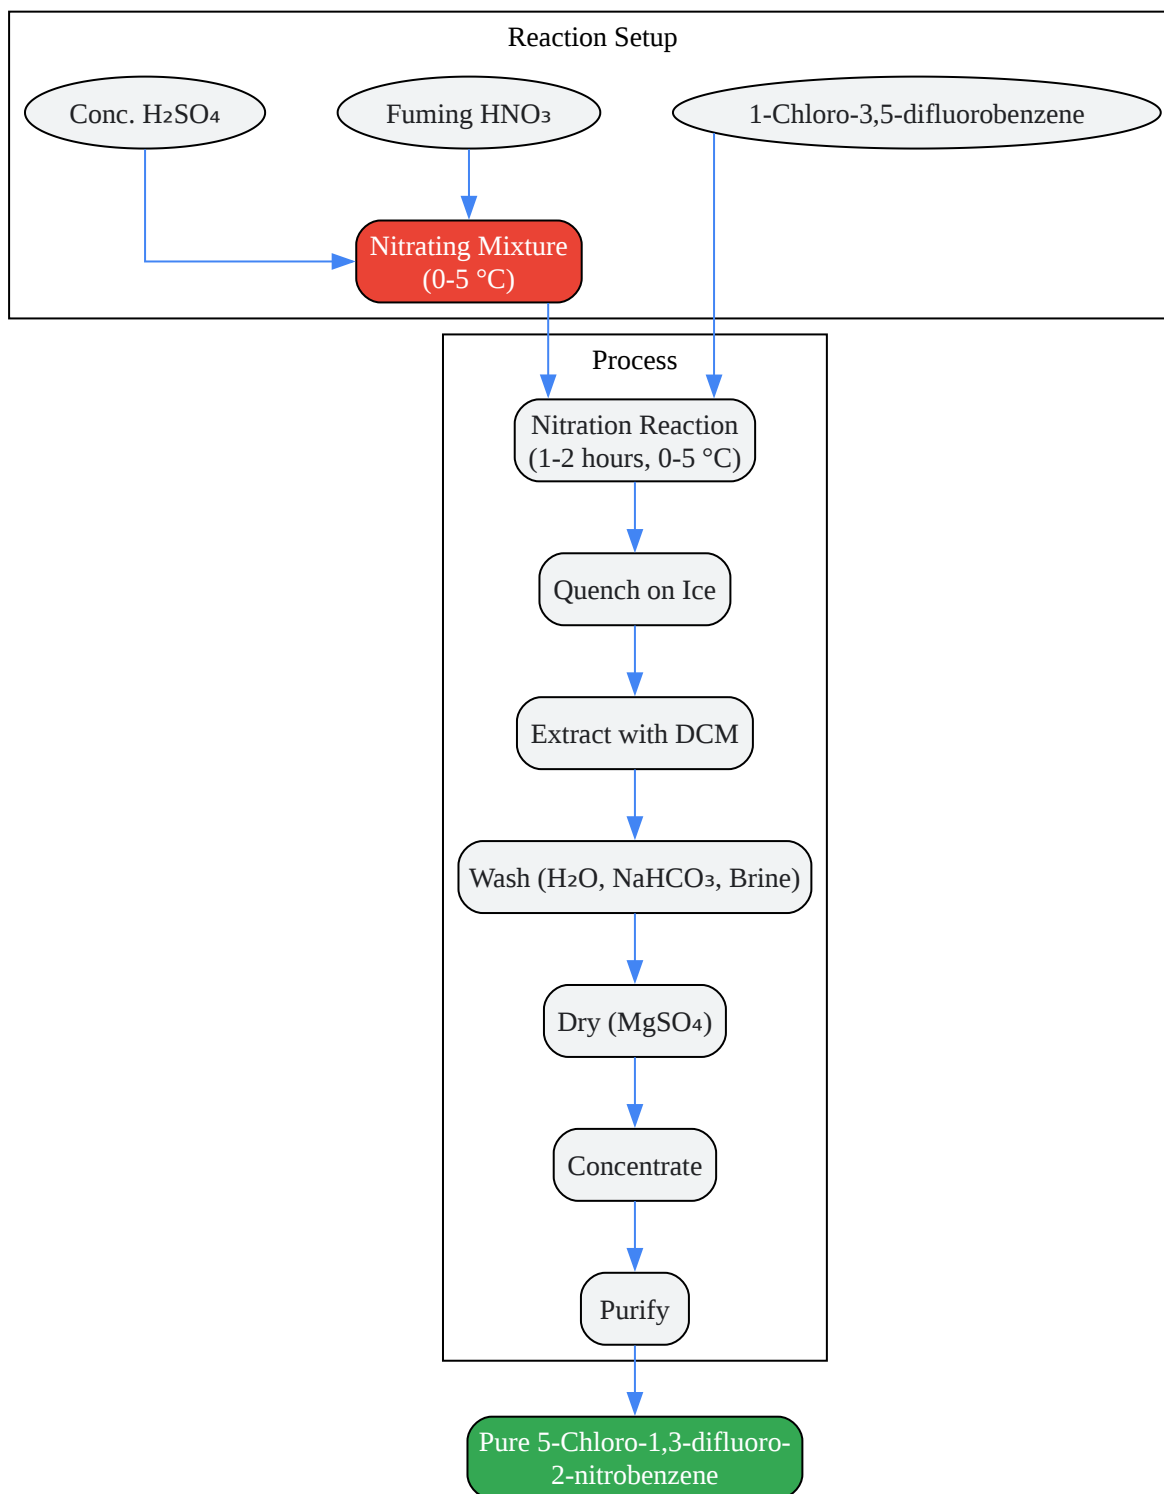 Reaction Setup
Conc. H₂SO₄
Fuming HNO₃
1-Chloro-3,5-difluorobenzene
Nitrating Mixture
(0-5 °C)
Process
Nitration Reaction
(1-2 hours, 0-5 °C)
Quench on Ice
Extract with DCM
Wash (H₂O, NaHCO₃, Brine)
Dry (MgSO₄)
Concentrate
Purify
Pure 5-Chloro-1,3-difluoro-
2-nitrobenzene